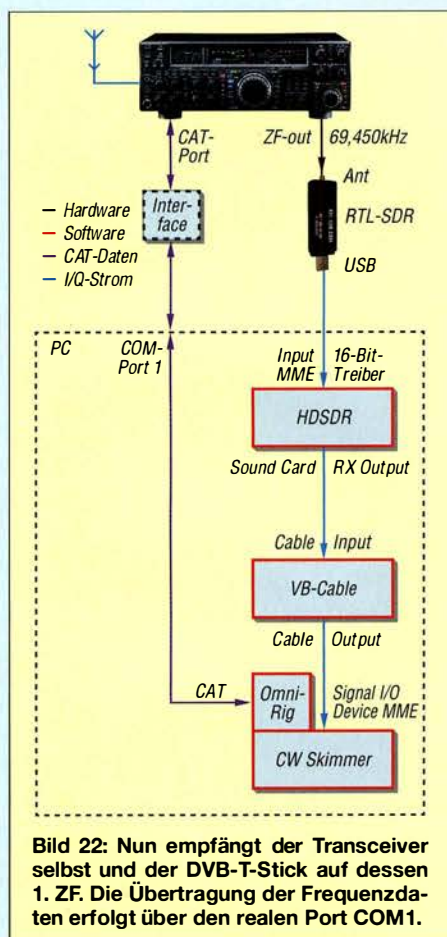 CAT-
Port
ZF-out 69,450kHz
Ant
RTL-SDR
USB
Inter-
face
– Hardware
– Software
– CAT-Daten
– I/Q-Strom
PC
COM-
Port 1
Input 16-Bit-
MME Treiber
HDSDR
Sound Card RX Output
Cable Input
VB-Cable
Cable Output
CAT
Omni-
Rig
Signal I/O
Device MME
CW Skimmer
Bild 22: Nun empfängt der Transceiver
selbst und der DVB-T-Stick auf dessen
1. ZF. Die Übertragung der Frequenzda-
ten erfolgt über den realen Port COM1.